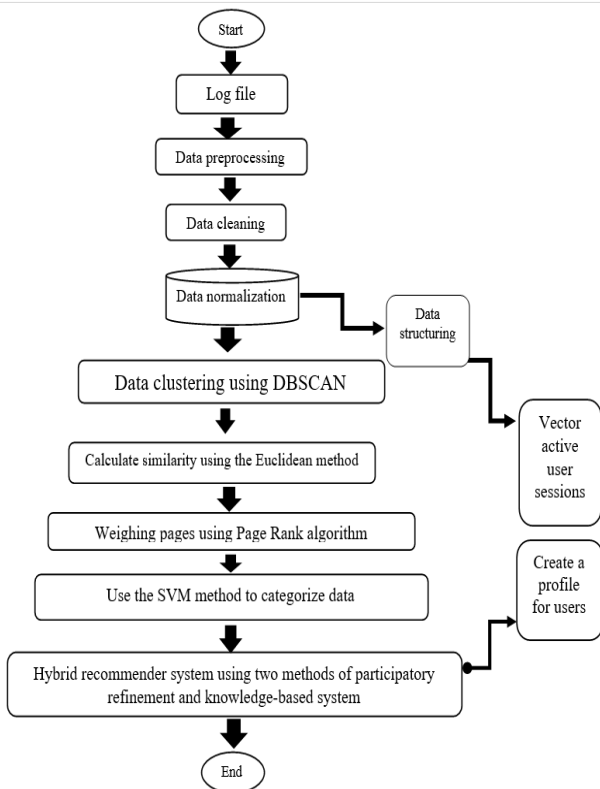 Start
Log file
Data preprocessing
Data cleaning
Data normalization
Data
structuring
Data clustering using DBSCAN
Vector
active
user
sessions
Calculate similarity using the Euclidean method
Weighing pages using Page Rank algorithm
Create a
profile
for users
Use the SVM method to categorize data
Hybrid recommender system using two methods of participatory
refinement and knowledge-based system
End